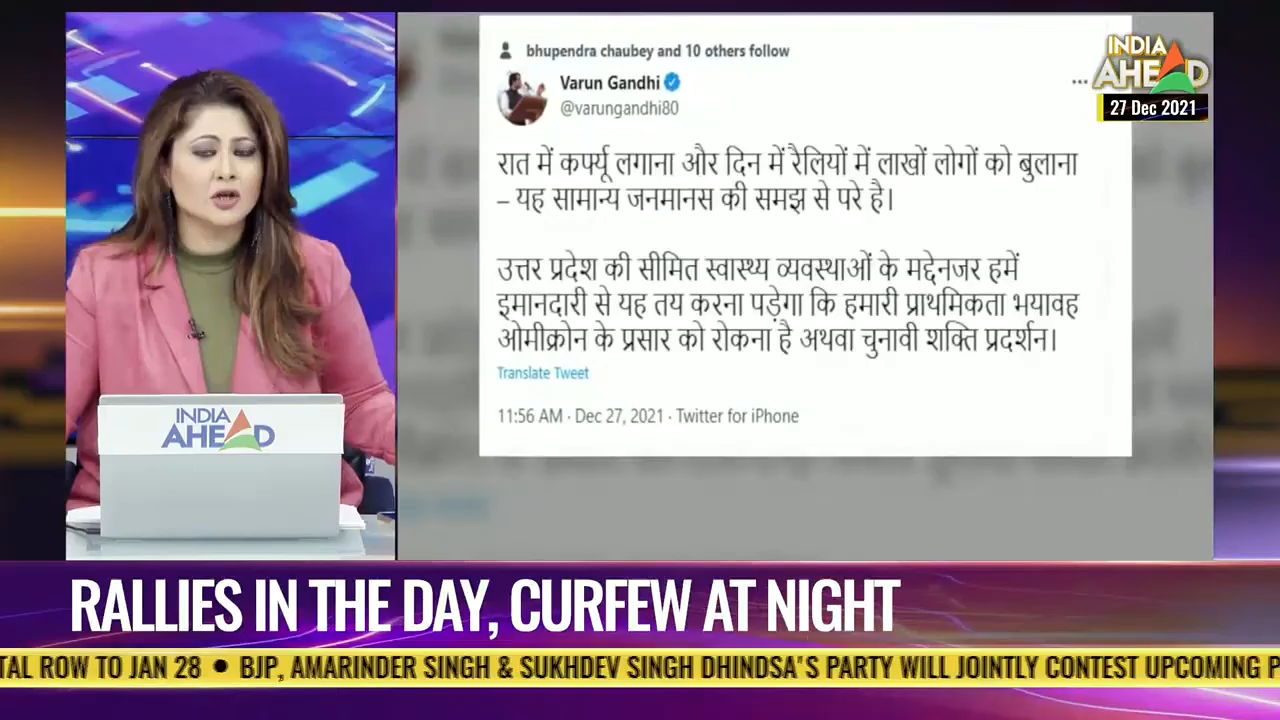 bhupendra chaubey and 10 others follow
Varun Gandhi
@varungandhi80
रात में कर्फ्यू लगाना और दिन में रैलियों में लाखों लोगों को बुलाना
– यह सामान्य जनमानस की समझ से परे है।
उत्तर प्रदेश की सीमित स्वास्थ्य व्यवस्थाओं के मद्देनजर हमें
इमानदारी से यह तय करना पड़ेगा कि हमारी प्राथमिकता भयावह
ओमीक्रोन के प्रसार को रोकना है अथवा चुनावी शक्ति प्रदर्शन।
Translate Tweet
11:56 AM · Dec 27, 2021 · Twitter for iPhone
INDIA
AHEAD
27 Dec 2021
INDIA
AHEAD
RALLIES IN THE DAY, CURFEW AT NIGHT
TAL ROW TO JAN 28 ● BJP, AMARINDER SINGH & SUKHDEV SINGH DHINDSA'S PARTY WILL JOINTLY CONTEST UPCOMING P